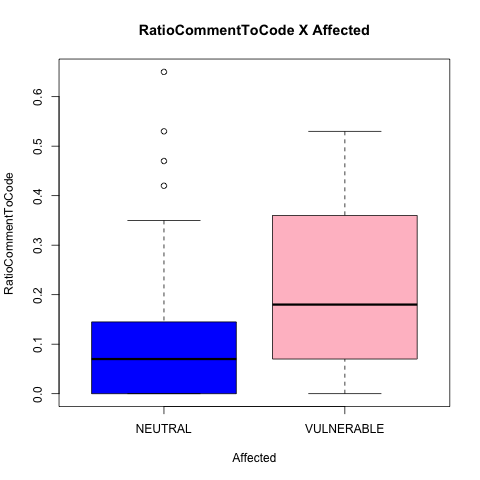 RatioCommentToCode X Affected
RatioCommentToCode
0.6
0.5
0.4
0.3
0.2
0.1
0.0
NEUTRAL
VULNERABLE
Affected